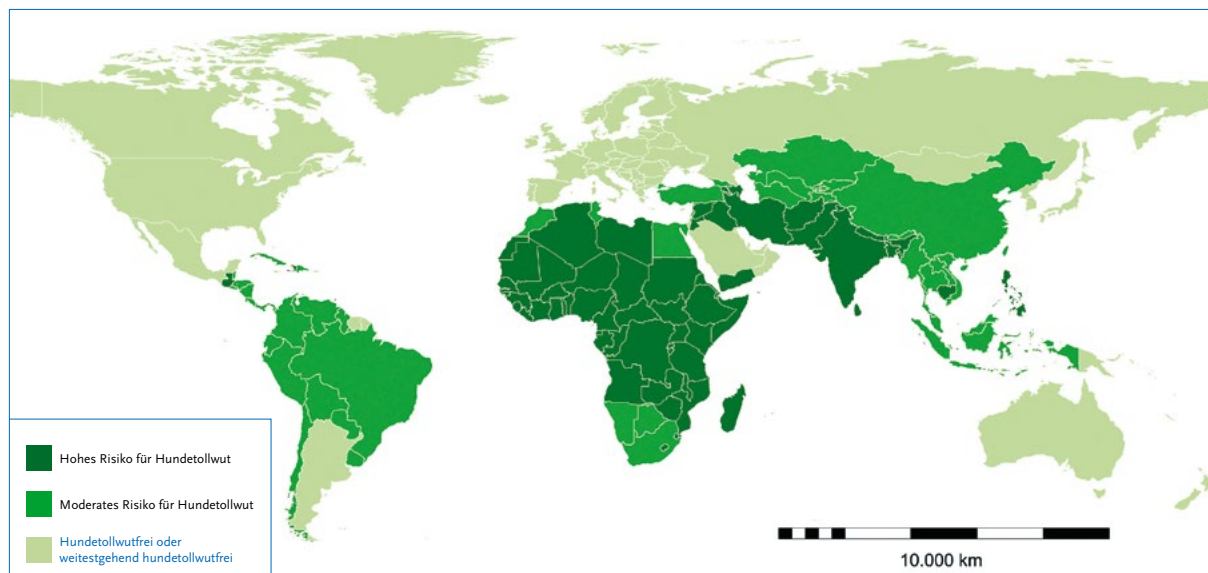 Hohes Risiko für Hundetollwut
Moderates Risiko für Hundetollwut
Hundetollwutfrei oder
weitestgehend hundetollwutfrei
10.000 km